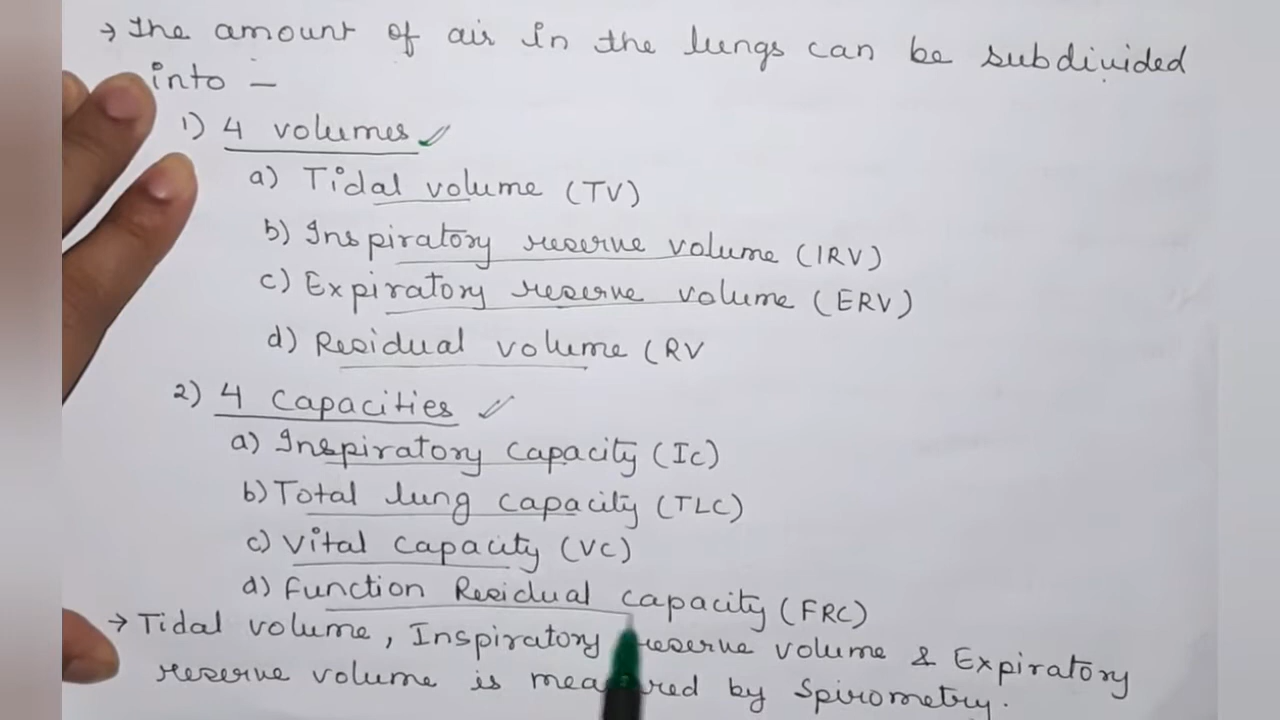 → The amount of air in the lungs can be subdivided
into –
1) 4 volumes ✓
a) Tidal volume (TV)
b) Inspiratory reserve volume (IRV)
c) Expiratory reserve volume (ERV)
d) Residual volume (RV
2) 4 Capacities ✓
a) Inspiratory capacity (IC)
b) Total lung capacity (TLC)
c) Vital capacity (VC)
d) Function Residual capacity (FRC)
→ Tidal volume, Inspiratory reserve volume & Expiratory
reserve volume is measured by Spirometry.